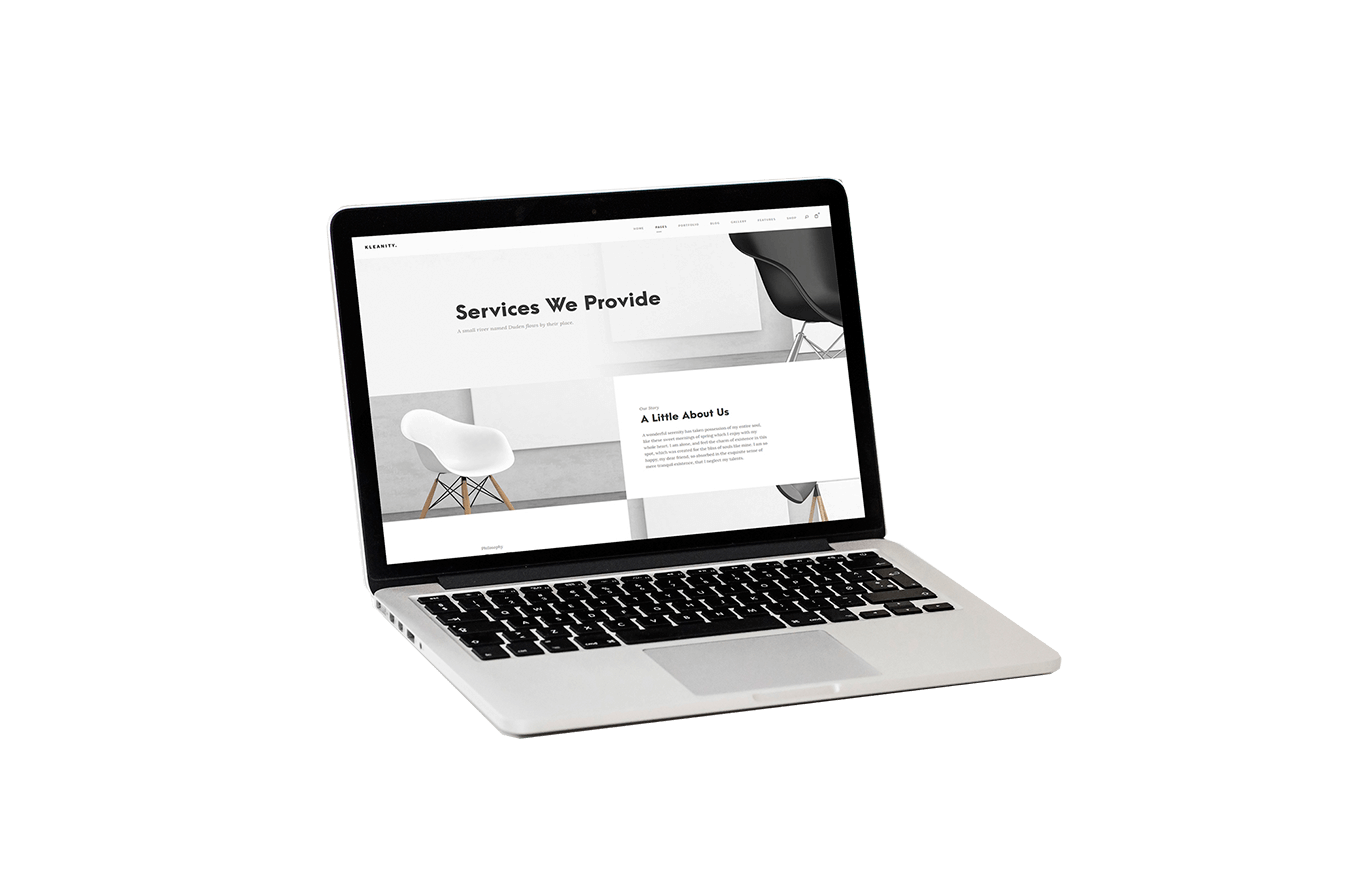 KLEANITY.
HOME PAGES PORTFOLIO BLOG GALLERY FEATURES SHOP
Services We Provide
A small river named Duden flows by their place.
Our Story
A Little About Us
A wonderful serenity has taken possession of my entire soul,
like these sweet mornings of spring which I enjoy with my
whole heart. I am alone, and feel the charm of existence in this
spot, which was created for the bliss of souls like mine. I am so
happy, my dear friend, so absorbed in the exquisite sense of
mere tranquil existence, that I neglect my talents.
Philosophy